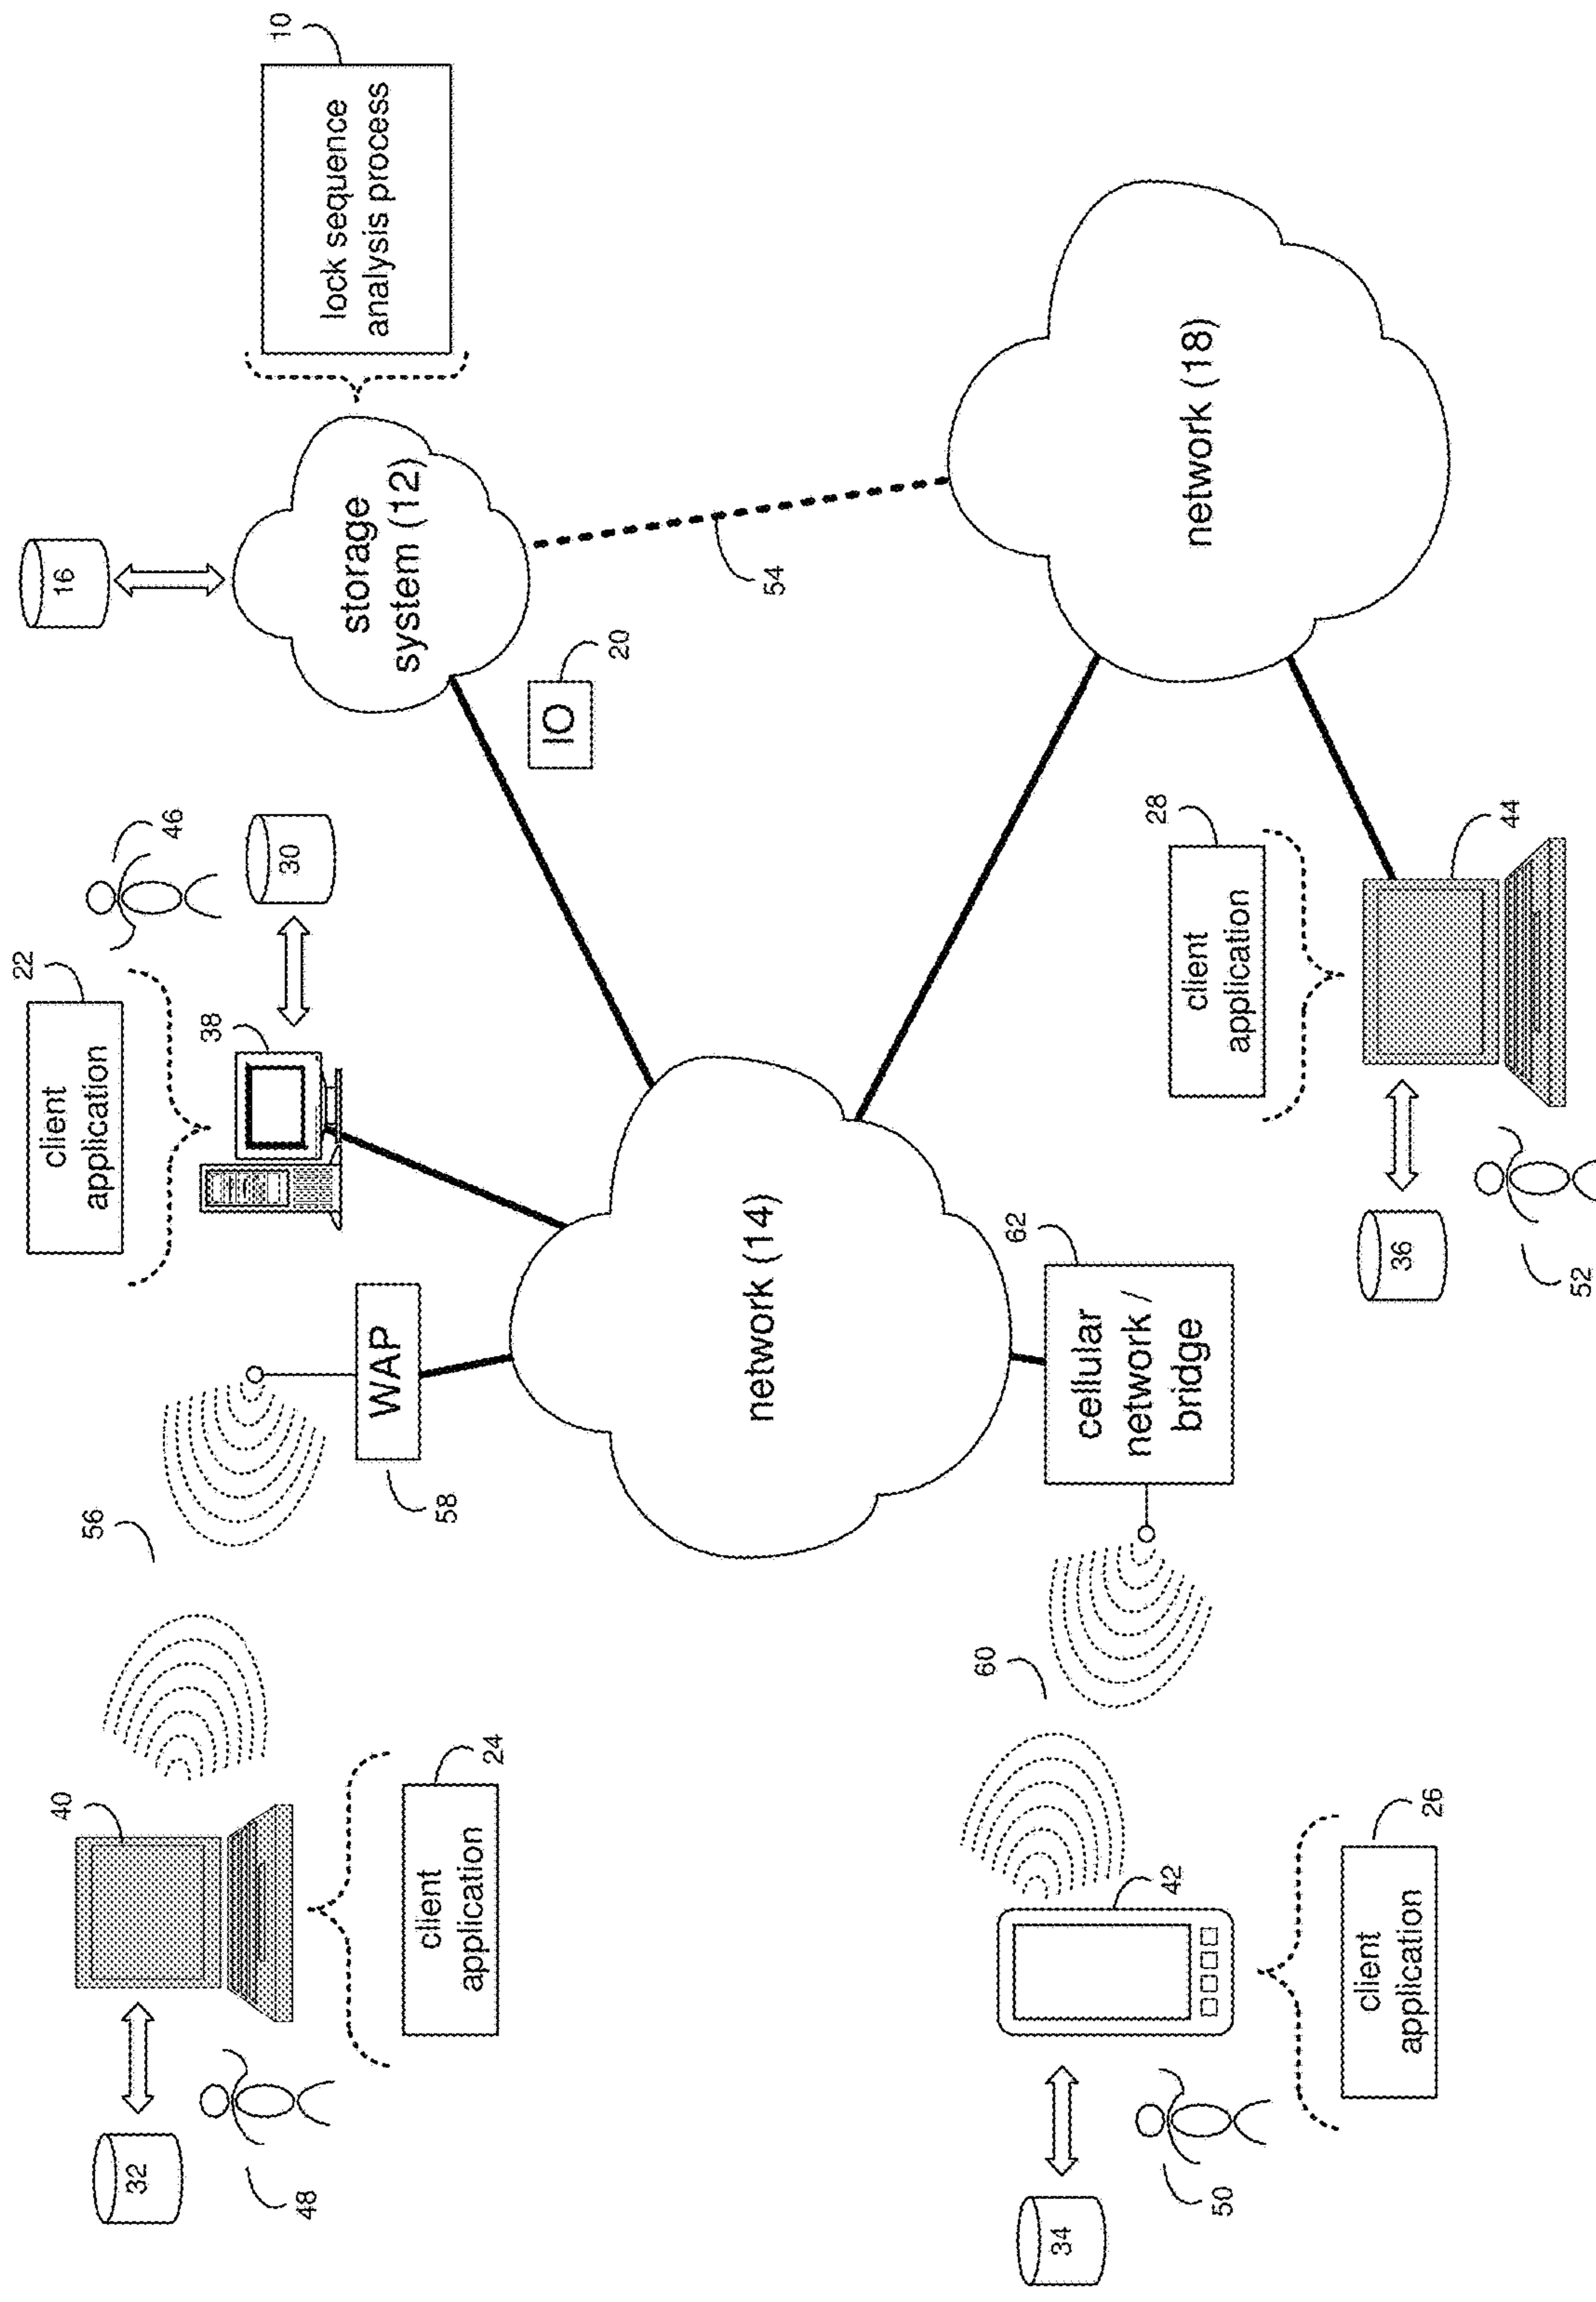 32
48
40
client
application
24
56
58
WAP
client
application
22
38
46
30
16
storage
system (12)
lock sequence
analysis process
10
IO
20
54
network (14)
network (18)
34
50
42
client
application
26
60
62
cellular
network /
bridge
36
52
client
application
28
44